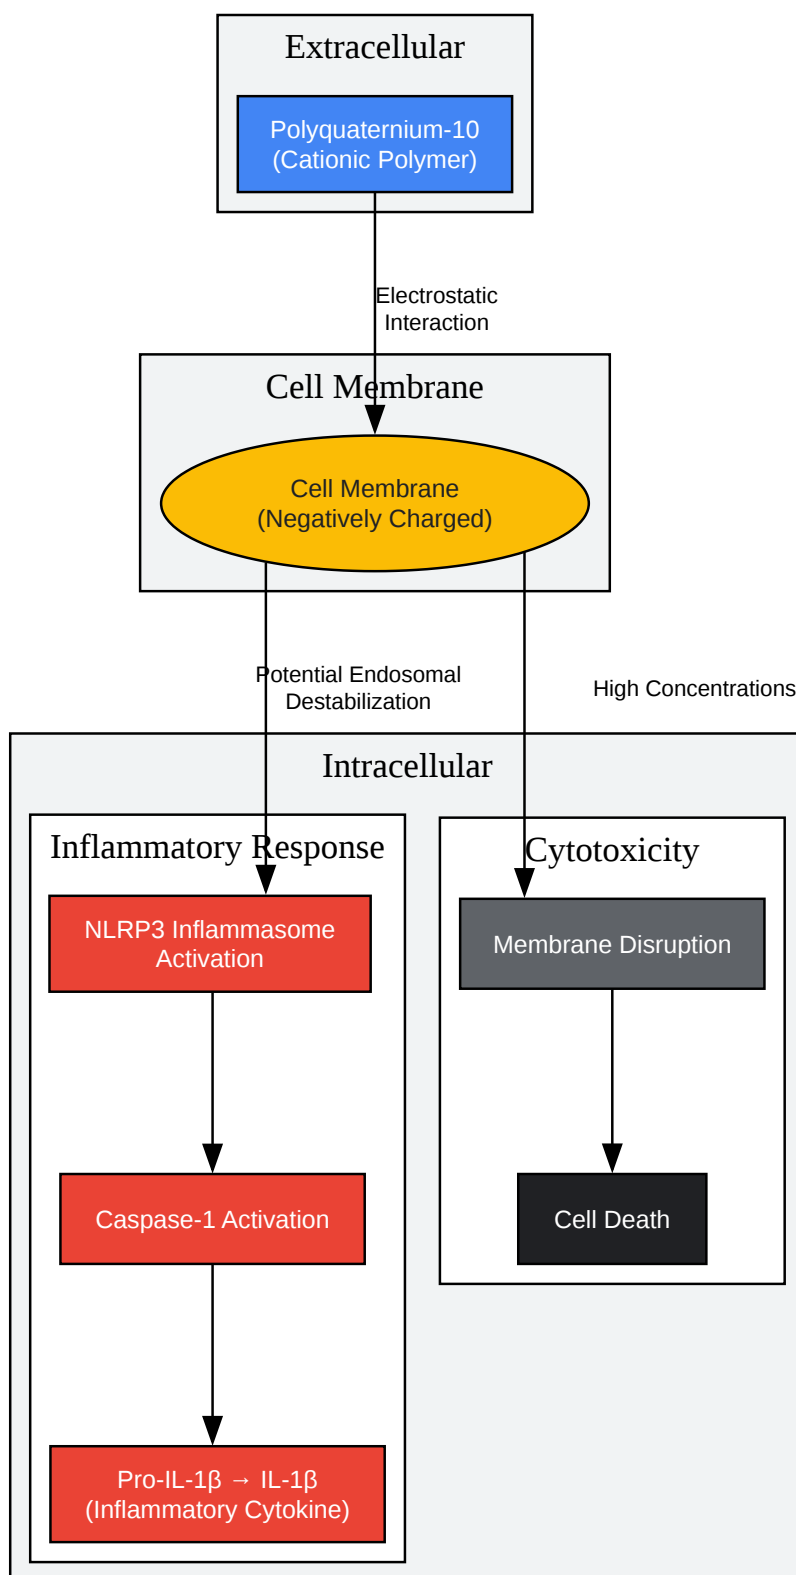 Extracellular
Polyquaternium-10
(Cationic Polymer)
Electrostatic
Interaction
Cell Membrane
Cell Membrane
(Negatively Charged)
Potential Endosomal
Destabilization
High Concentrations
Intracellular
Inflammatory Response
NLRP3 Inflammasome
Activation
Caspase-1 Activation
Pro-IL-1β → IL-1β
(Inflammatory Cytokine)
Cytotoxicity
Membrane Disruption
Cell Death